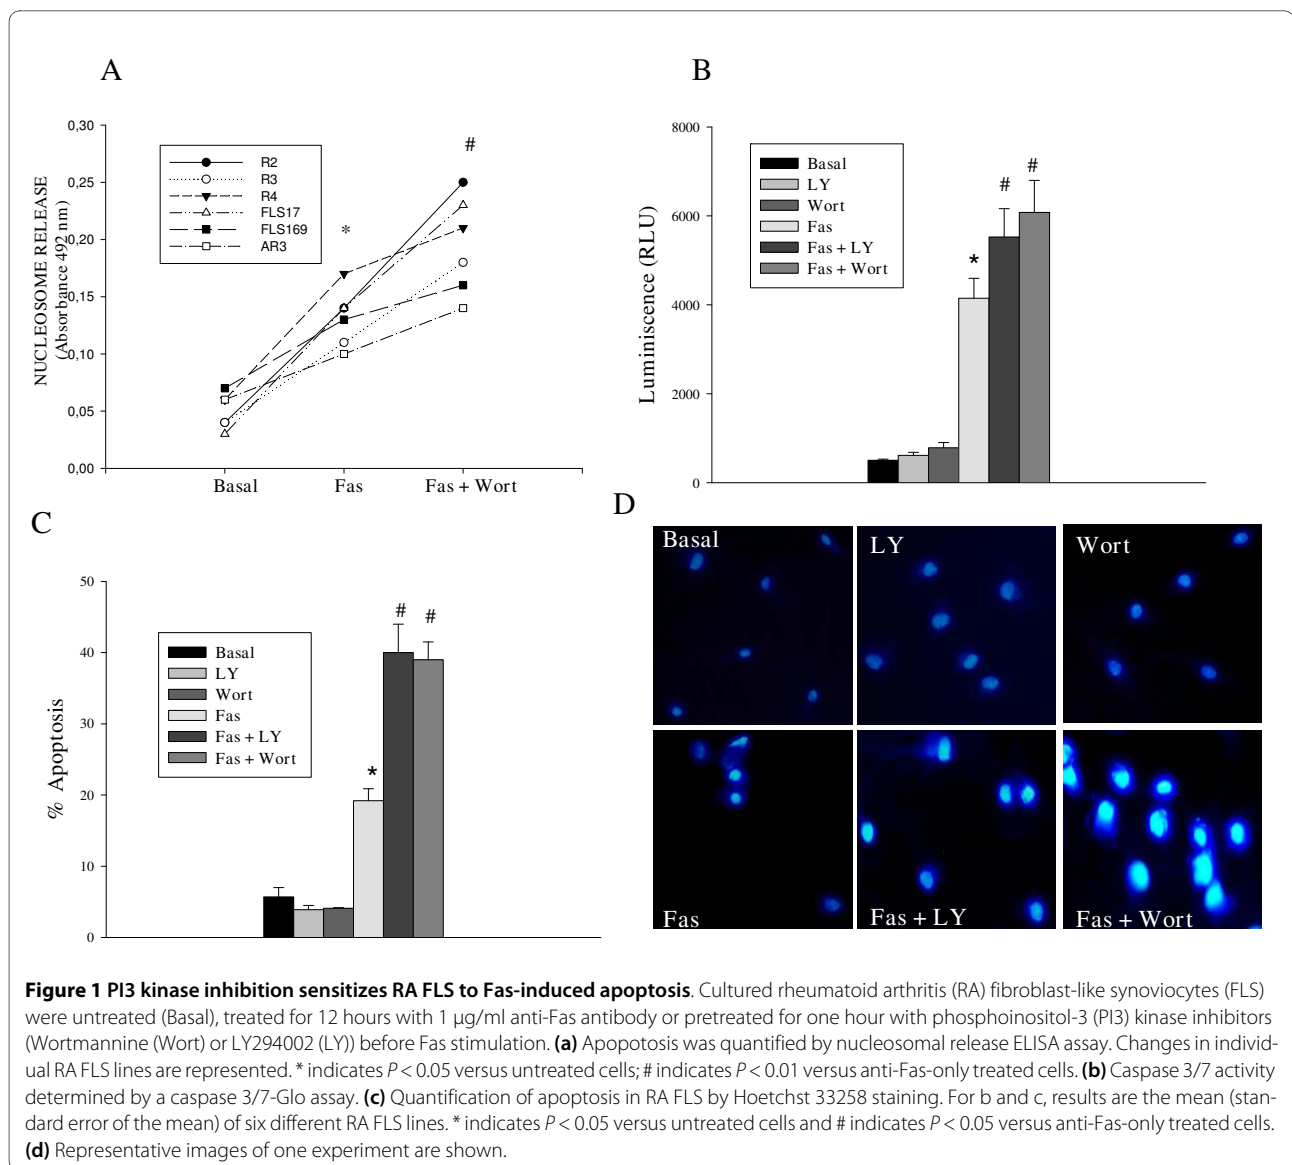 A
NUCLEOSOME RELEASE
(Absorbance 492 nm)
0,30
0,25
0,20
0,15
0,10
0,05
0,00
R2
R3
R4
FLS17
FLS169
AR3
*
#
Basal
Fas
Fas + Wort
B
Luminiscence (RLU)
8000
6000
4000
2000
0
Basal
LY
Wort
Fas
Fas + LY
Fas + Wort
*
#
#
C
% Apoptosis
50
40
30
20
10
0
Basal
LY
Wort
Fas
Fas + LY
Fas + Wort
*
#
#
D
Basal
LY
Wort
Fas
Fas + LY
Fas + Wort
Figure 1 PI3 kinase inhibition sensitizes RA FLS to Fas-induced apoptosis. Cultured rheumatoid arthritis (RA) fibroblast-like synoviocytes (FLS)
were untreated (Basal), treated for 12 hours with 1 μg/ml anti-Fas antibody or pretreated for one hour with phosphoinositol-3 (PI3) kinase inhibitors
(Wortmannine (Wort) or LY294002 (LY)) before Fas stimulation. (a) Apopotosis was quantified by nucleosomal release ELISA assay. Changes in individ-
ual RA FLS lines are represented. * indicates P < 0.05 versus untreated cells; # indicates P < 0.01 versus anti-Fas-only treated cells. (b) Caspase 3/7 activity
determined by a caspase 3/7-Glo assay. (c) Quantification of apoptosis in RA FLS by Hoetchst 33258 staining. For b and c, results are the mean (stan-
dard error of the mean) of six different RA FLS lines. * indicates P < 0.05 versus untreated cells and # indicates P < 0.05 versus anti-Fas-only treated cells.
(d) Representative images of one experiment are shown.